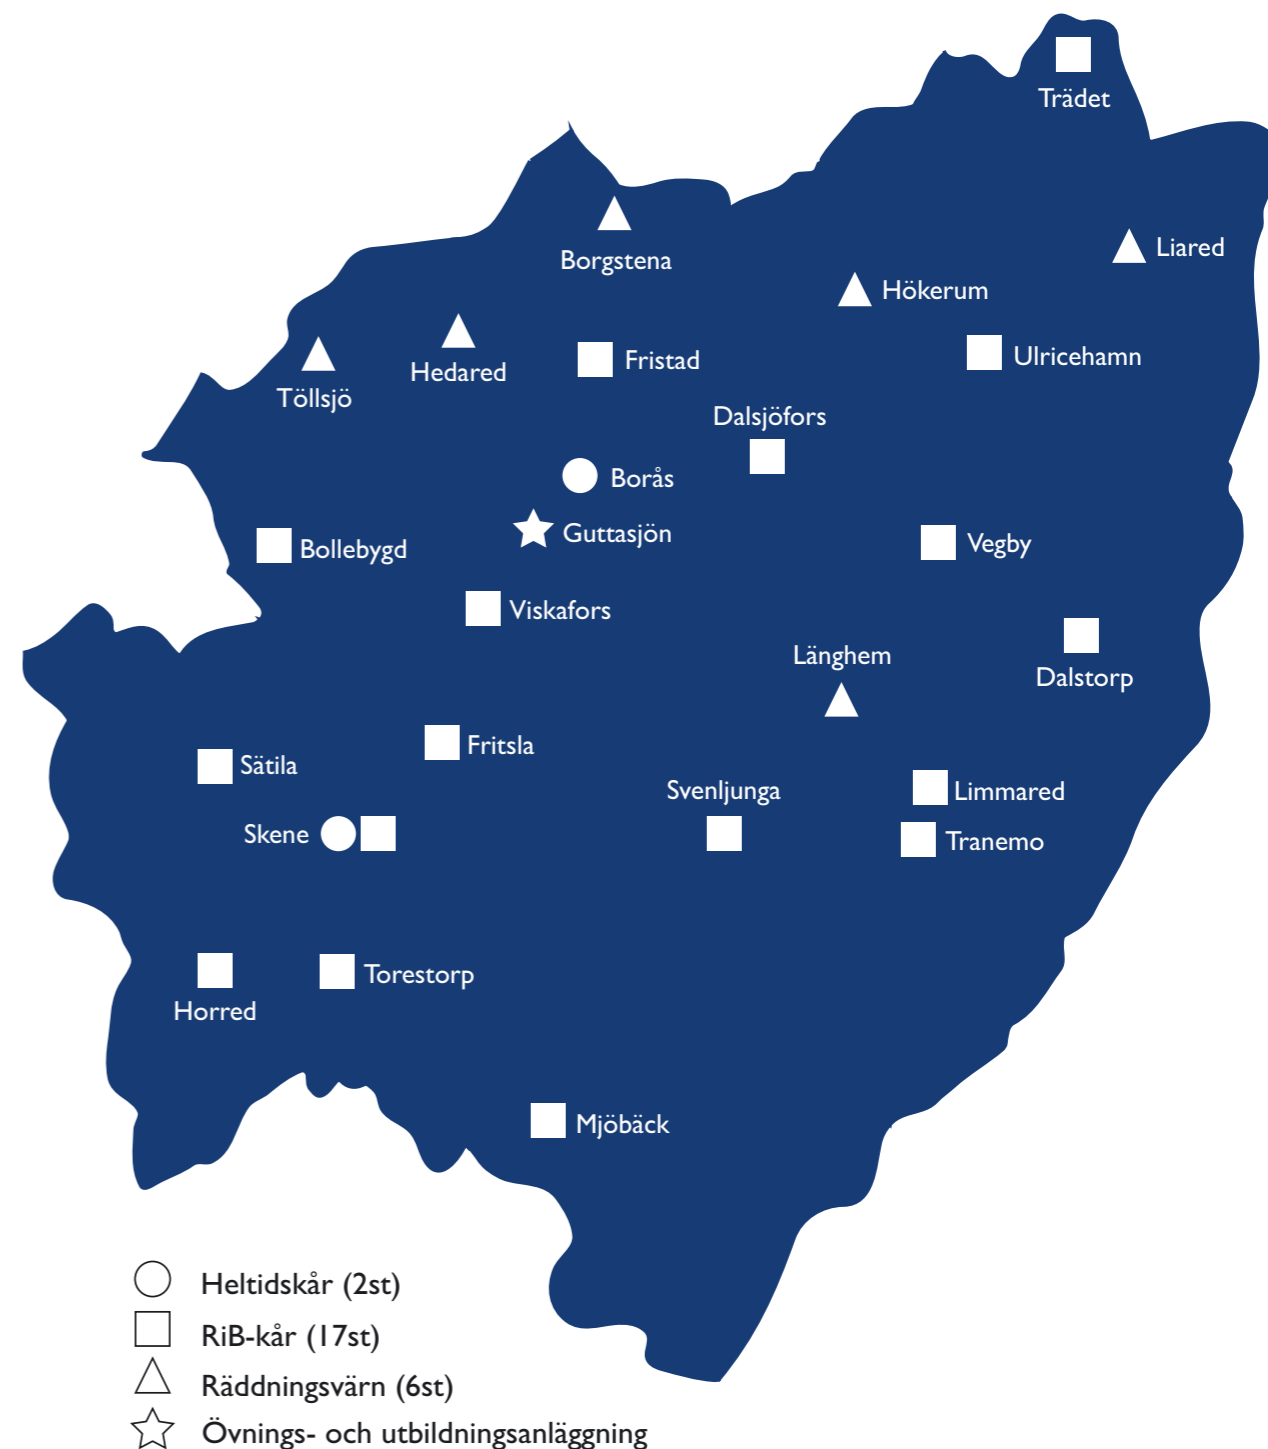 Trädet
Liared
Borgstena
Hökerum
Ulricehamn
Fristad
Hedared
Töllsjö
Dalsjöfors
Borås
Guttasjön
Vegby
Bollebygd
Viskafors
Länghem
Dalstorp
Fritsla
Sätila
Svenljunga
Limmared
Skene
Tranemo
Torestorp
Horred
Mjöbäck
Heltidskår (2st)
RiB-kår (17st)
Räddningsvärn (6st)
Övnings- och utbildningsanläggning